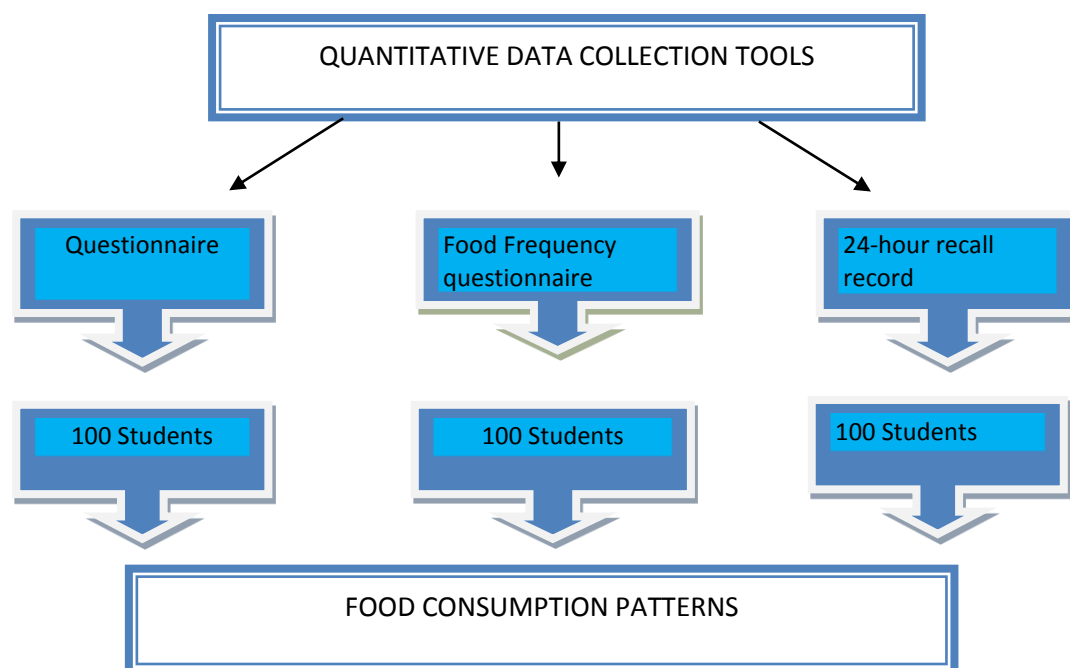 QUANTITATIVE DATA COLLECTION TOOLS
Questionnaire
Food Frequency
questionnaire
24-hour recall
record
100 Students
100 Students
100 Students
FOOD CONSUMPTION PATTERNS